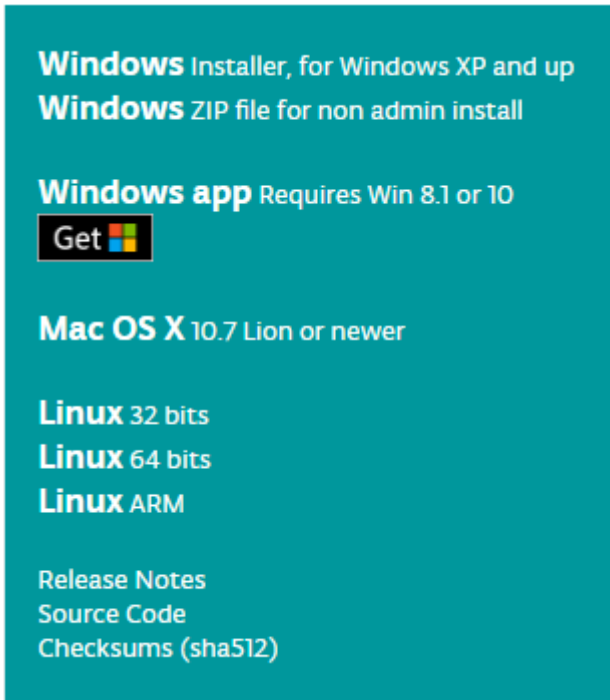 Windows Installer, for Windows XP and up
Windows ZIP file for non admin install
Windows app Requires Win 8.1 or 10
Get
Mac OS X 10.7 Lion or newer
Linux 32 bits
Linux 64 bits
Linux ARM
Release Notes
Source Code
Checksums (sha512)